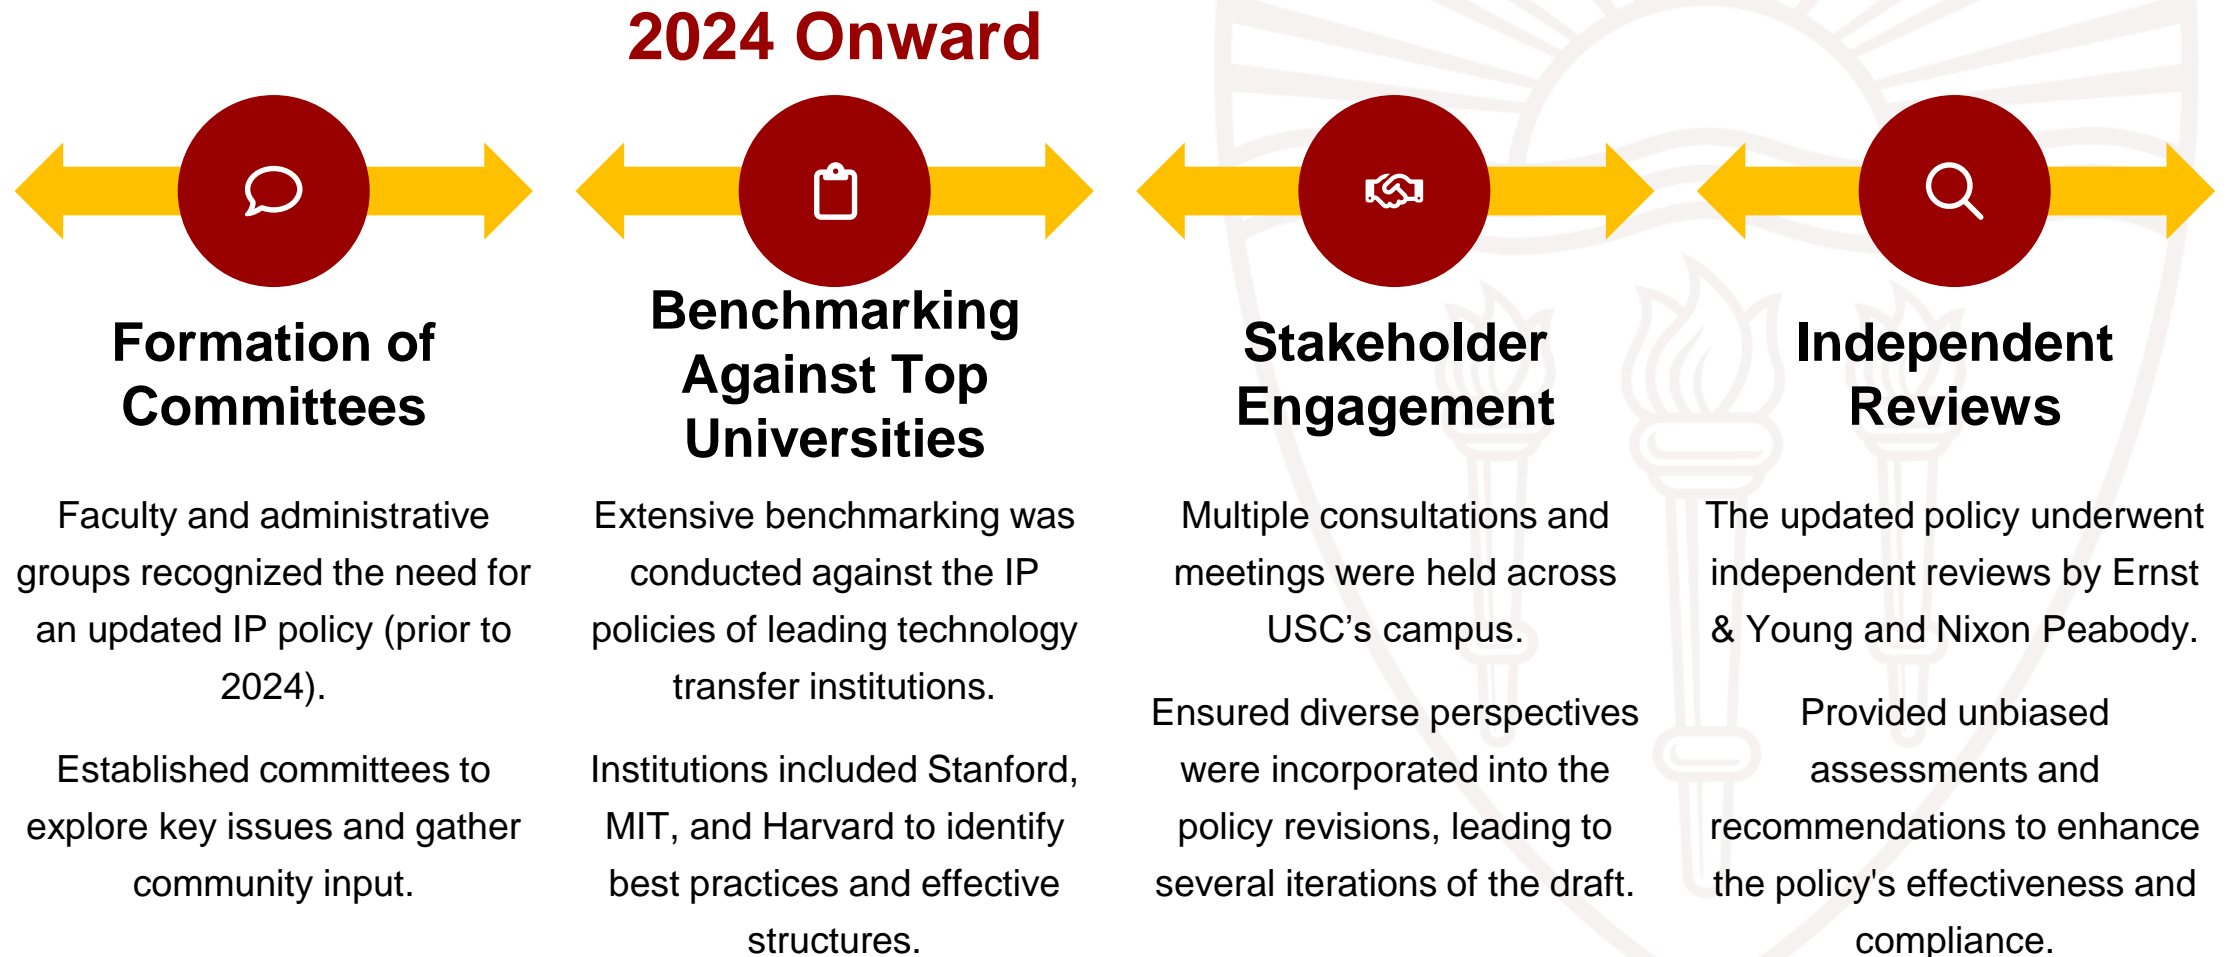 2024 Onward
Formation of
Committees
Faculty and administrative
groups recognized the need for
an updated IP policy (prior to
2024).
Established committees to
explore key issues and gather
community input.
Benchmarking
Against Top
Universities
Extensive benchmarking was
conducted against the IP
policies of leading technology
transfer institutions.
Institutions included Stanford,
MIT, and Harvard to identify
best practices and effective
structures.
Stakeholder
Engagement
Multiple consultations and
meetings were held across
USC’s campus.
Ensured diverse perspectives
were incorporated into the
policy revisions, leading to
several iterations of the draft.
Independent
Reviews
The updated policy underwent
independent reviews by Ernst
& Young and Nixon Peabody.
Provided unbiased
assessments and
recommendations to enhance
the policy's effectiveness and
compliance.